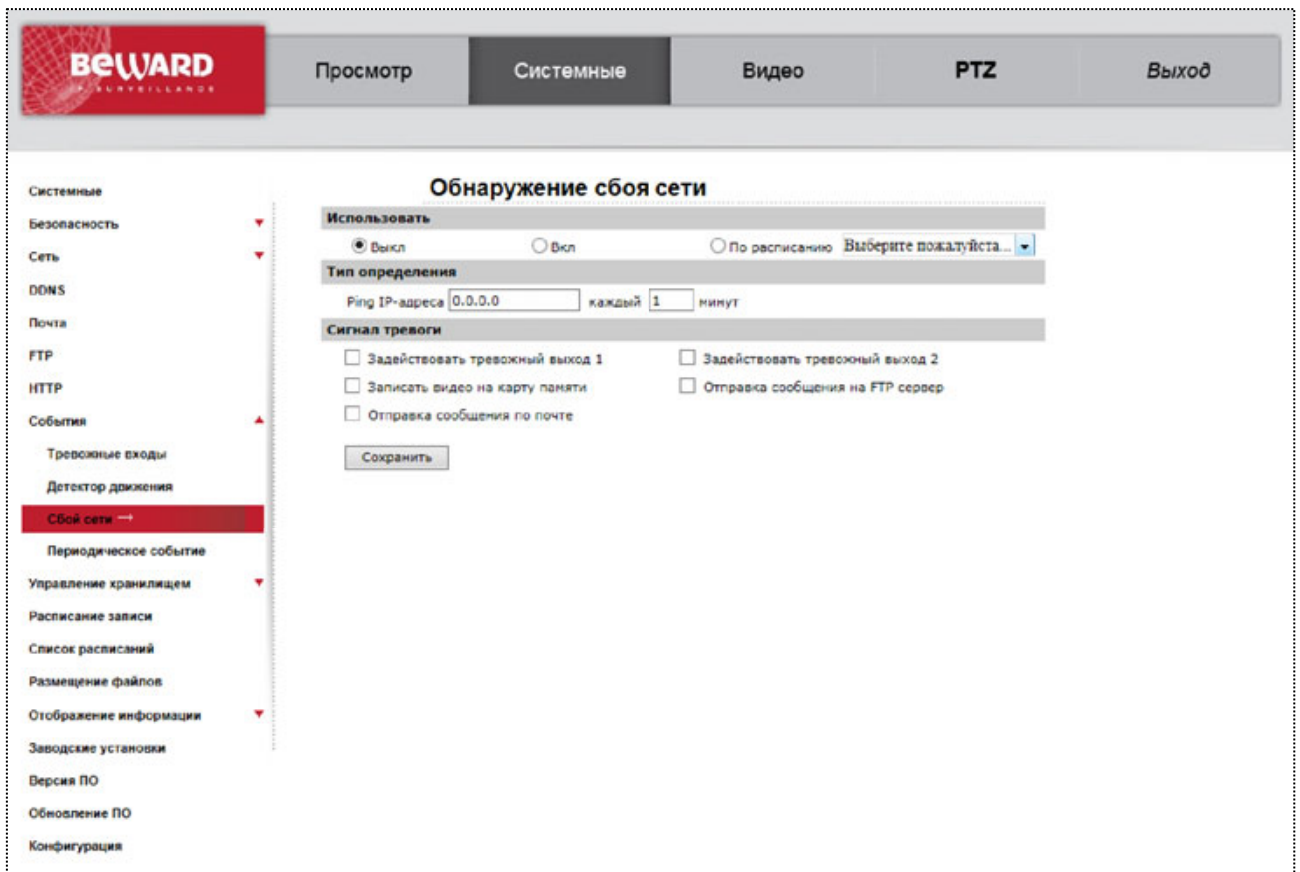 BEWARD
IP SURVEILLANCE
Просмотр
Системные
Видео
PTZ
Выход
Системные
Безопасность
Сеть
DDNS
Почта
FTP
HTTP
События
Тревожные входы
Детектор движения
Сбой сети →
Периодическое событие
Управление хранилищем
Расписание записи
Список расписаний
Размещение файлов
Отображение информации
Заводские установки
Версия ПО
Обновление ПО
Конфигурация
Обнаружение сбоя сети
Использовать
Выкл Вкл По расписанию Выберите пожалуйста...
Тип определения
Ping IP-адреса 0.0.0.0 каждый 1 минут
Сигнал тревоги
Задействовать тревожный выход 1 Задействовать тревожный выход 2
Записать видео на карту памяти Отправка сообщения на FTP сервер
Отправка сообщения по почте
Сохранить